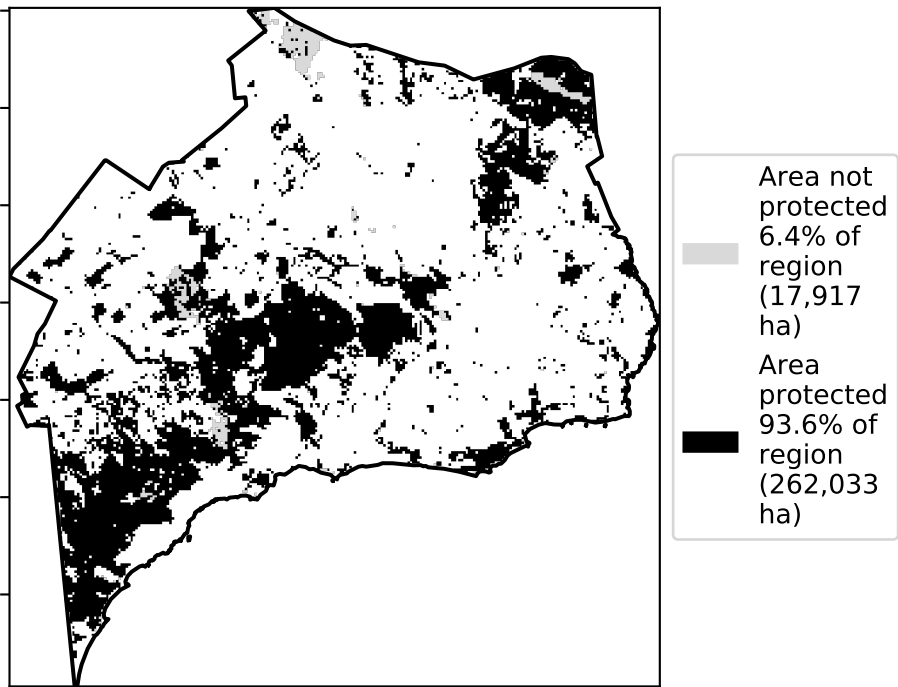 Area not
protected
6.4% of
region
(17,917
ha)
Area
protected
93.6% of
region
(262,033
ha)